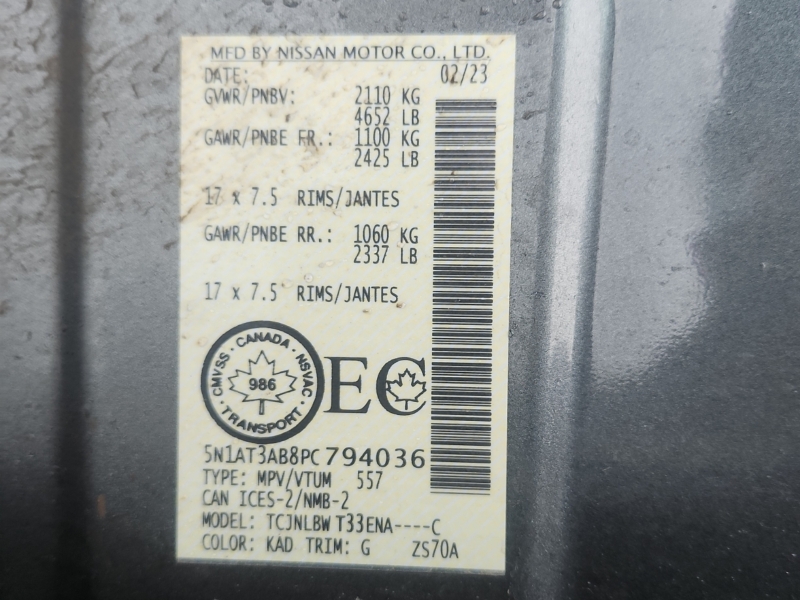 MFD BY NISSAN MOTOR CO., LTD.
DATE: 02/23
GVWR/PNBV: 2110 KG
4652 LB
GAWR/PNBE FR.: 1100 KG
2425 LB
17 x 7.5 RIMS/JANTES
GAWR/PNBE RR.: 1060 KG
2337 LB
17 x 7.5 RIMS/JANTES
CMVSS · CANADA · NSVAC · TRANSPORT ·
986
EC
5N1AT3AB8PC794036
TYPE: MPV/VTUM 557
CAN ICES-2/NMB-2
MODEL: TCJNLBW T33ENA----C
COLOR: KAD TRIM: G ZS70A